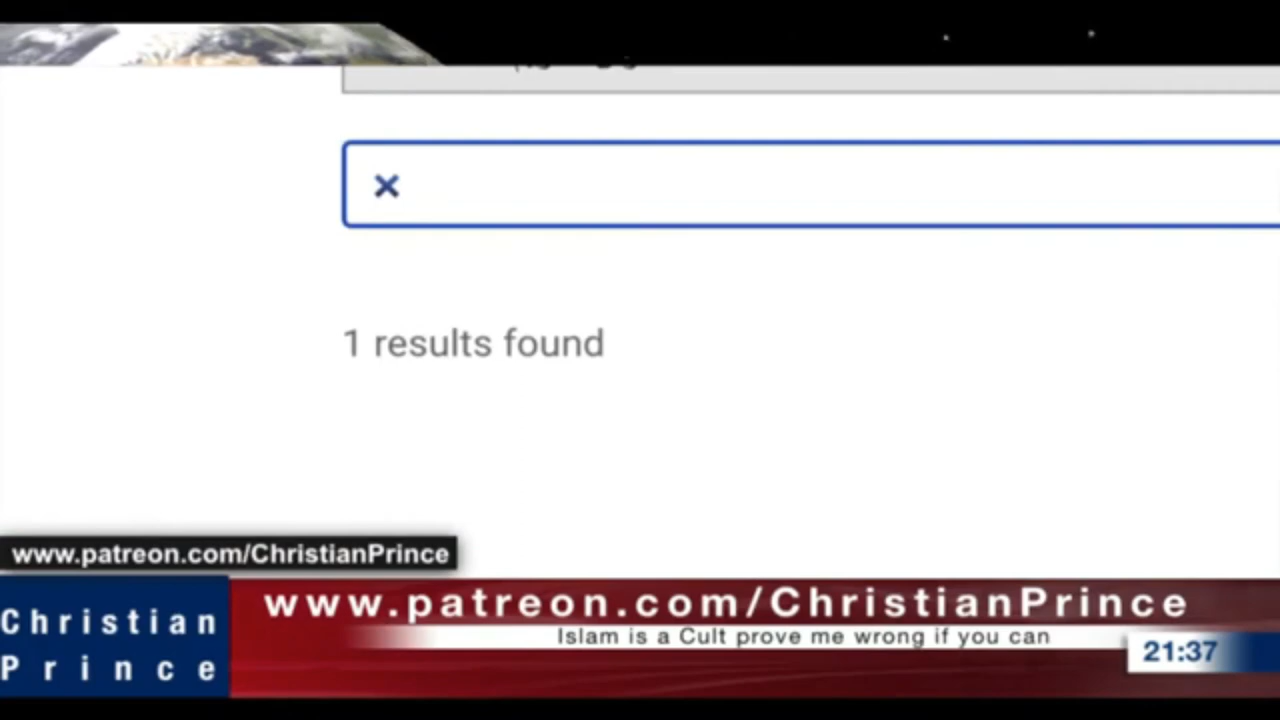 1 results found
www.patreon.com/ChristianPrince
Christian
Prince
www.patreon.com/ChristianPrince
Islam is a Cult prove me wrong if you can
21:37